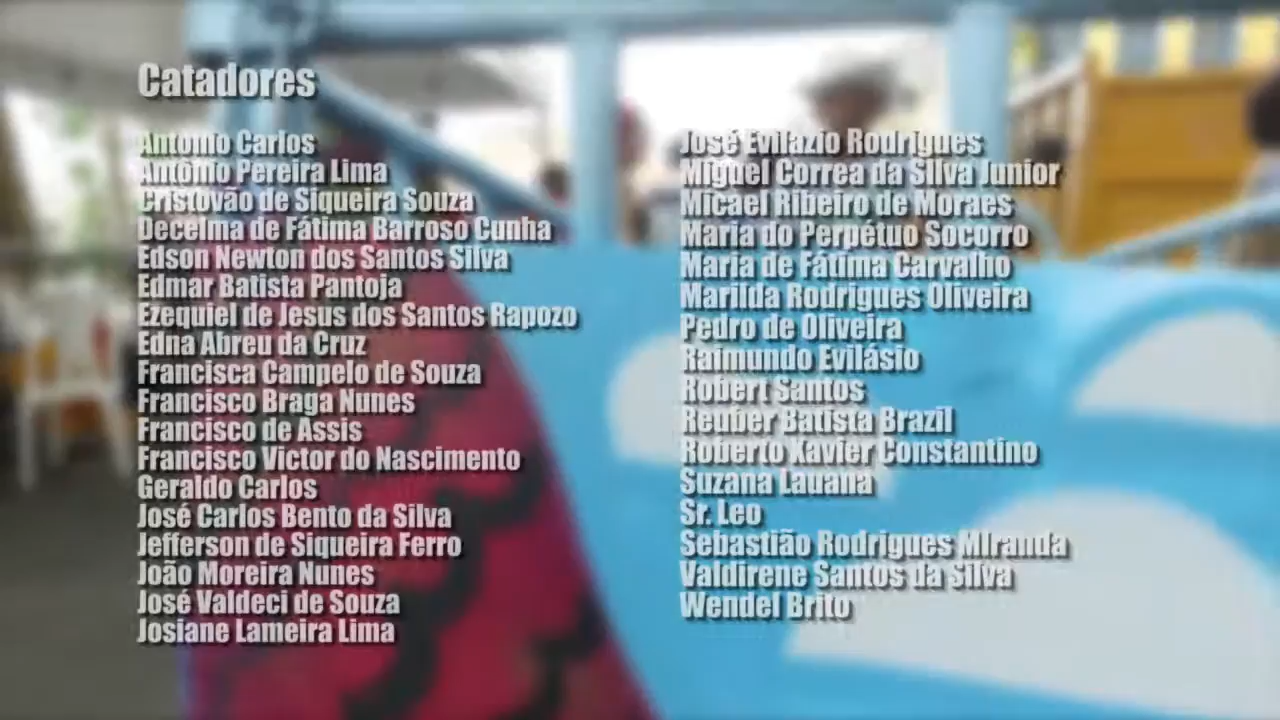 Catadores
Antonio Carlos
Antônio Pereira Lima
Cristovão de Siqueira Souza
Decelma de Fátima Barroso Cunha
Edson Newton dos Santos Silva
Edmar Batista Pantoja
Ezequiel de Jesus dos Santos Rapozo
Edna Abreu da Cruz
Francisca Campelo de Souza
Francisco Braga Nunes
Francisco de Assis
Francisco Victor do Nascimento
Geraldo Carlos
José Carlos Bento da Silva
Jefferson de Siqueira Ferro
João Moreira Nunes
José Valdeci de Souza
Josiane Lameira Lima
José Evilazio Rodrigues
Miguel Correa da Silva Junior
Micael Ribeiro de Moraes
Maria do Perpétuo Socorro
Maria de Fátima Carvalho
Marilda Rodrigues Oliveira
Pedro de Oliveira
Raimundo Evilásio
Robert Santos
Reuber Batista Brazil
Roberto Xavier Constantino
Suzana Lauana
Sr. Leo
Sebastião Rodrigues MIranda
Valdirene Santos da Silva
Wendel Brito